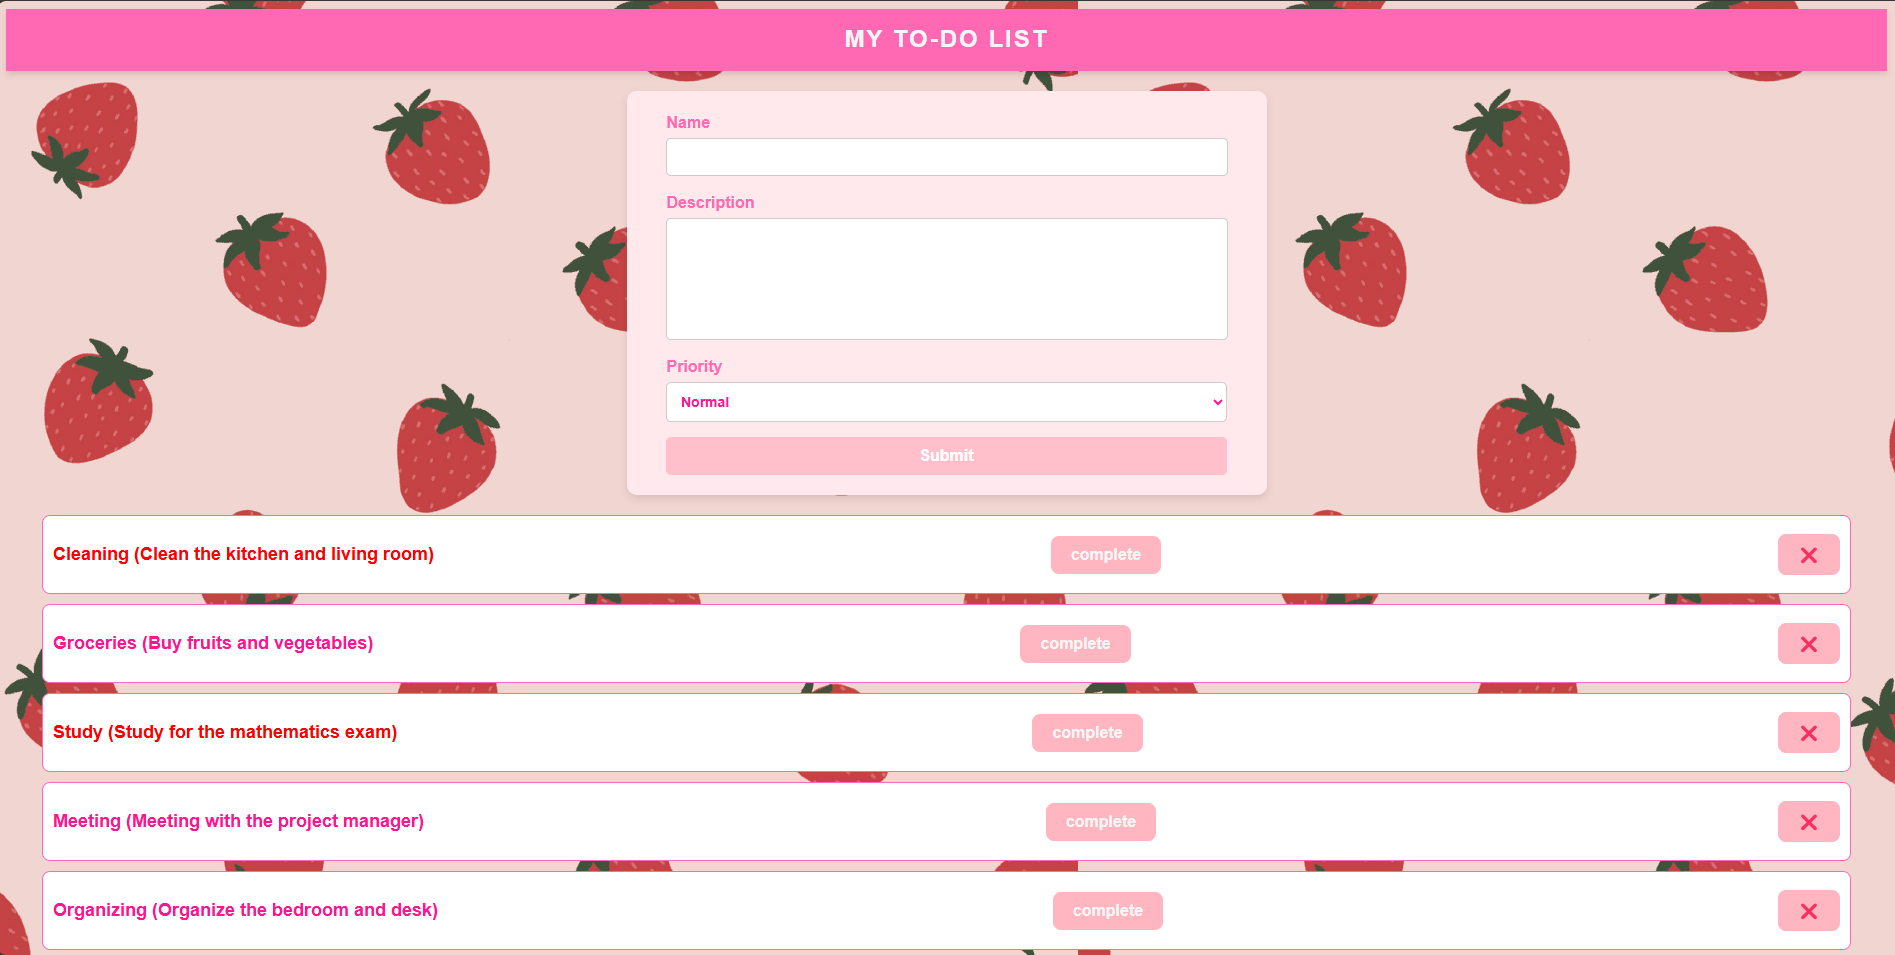 MY TO-DO LIST
Name
Description
Priority
Normal
Submit
Cleaning (Clean the kitchen and living room) complete
Groceries (Buy fruits and vegetables) complete
Study (Study for the mathematics exam) complete
Meeting (Meeting with the project manager) complete
Organizing (Organize the bedroom and desk) complete